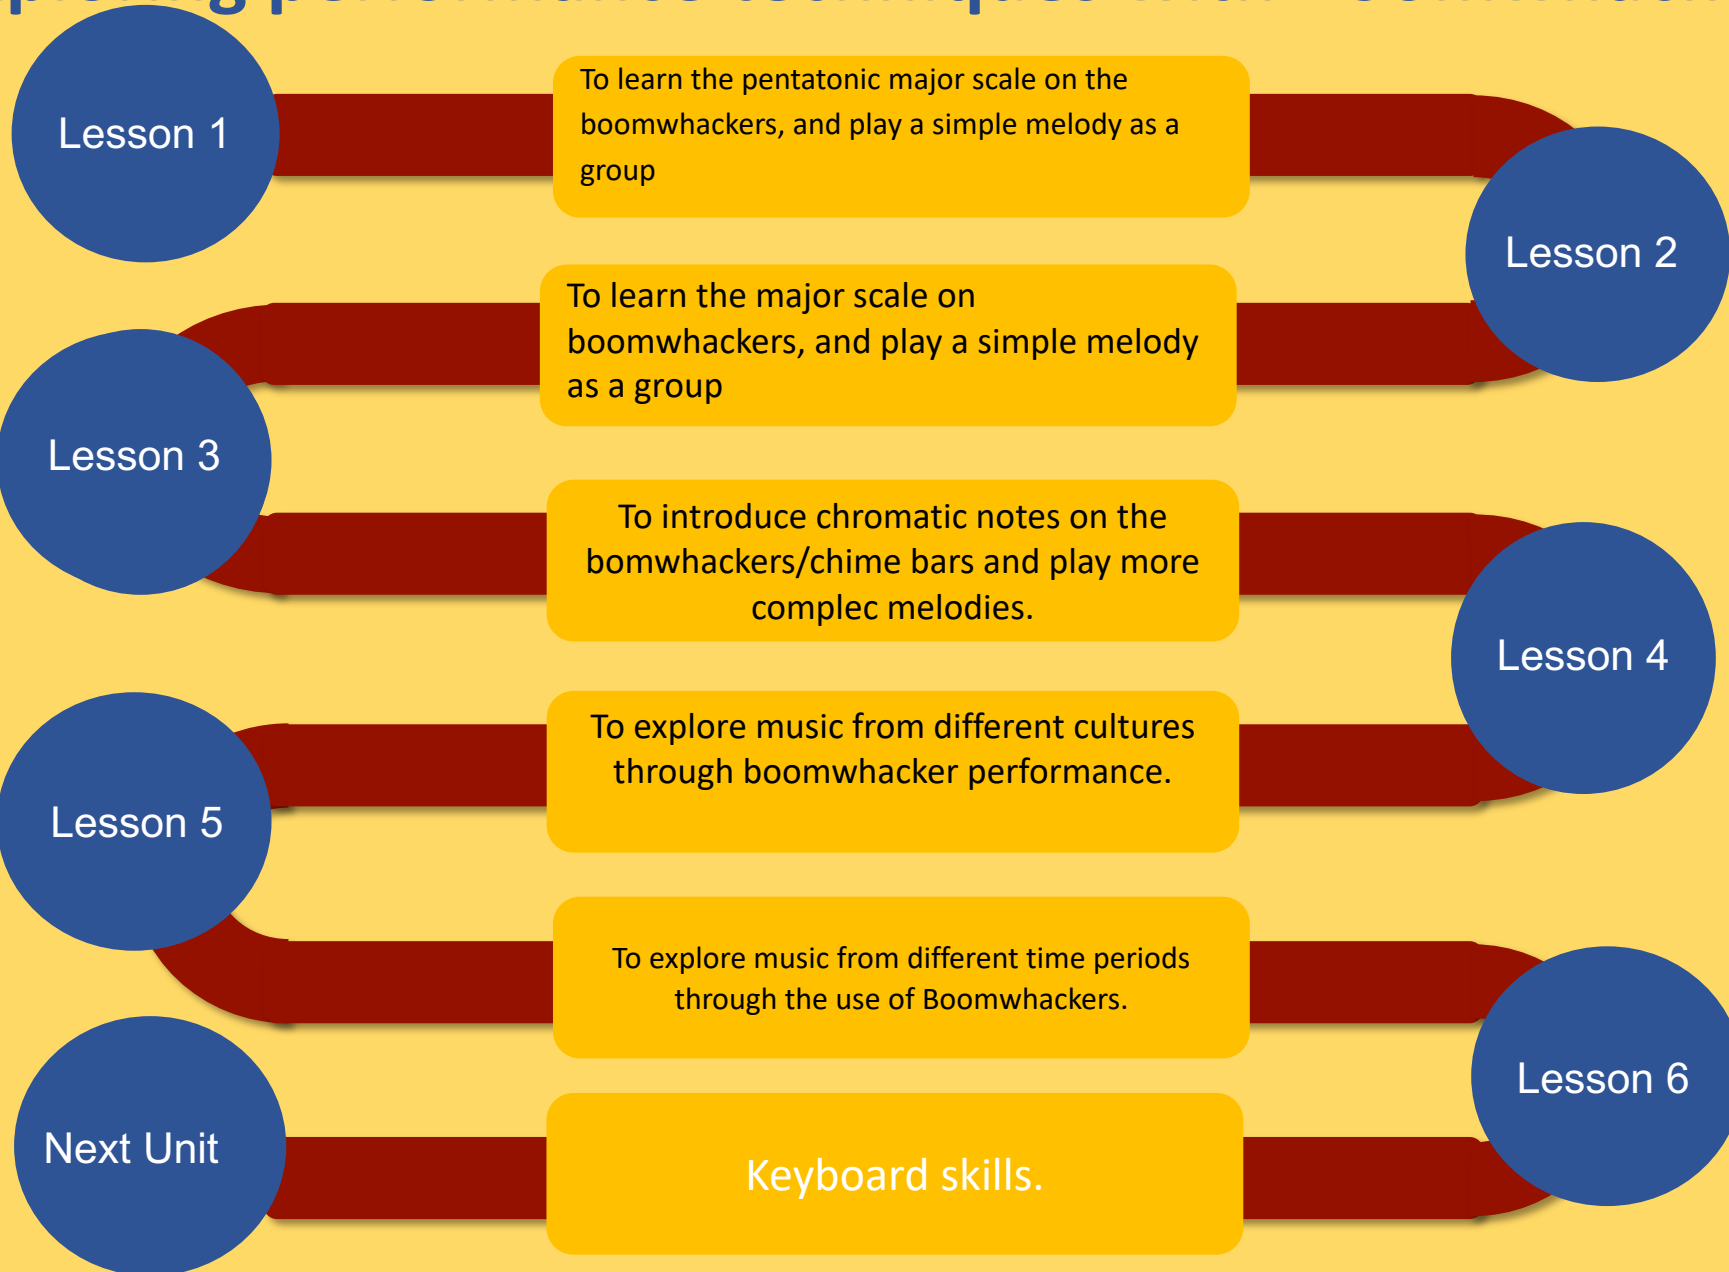 performance techniques with
Lesson 1
To learn the pentatonic major scale on the
boomwhackers, and play a simple melody as a
group
Lesson 2
To learn the major scale on
boomwhackers, and play a simple melody
as a group
Lesson 3
To introduce chromatic notes on the
bomwhackers/chime bars and play more
complec melodies.
Lesson 4
To explore music from different cultures
through boomwhacker performance.
Lesson 5
To explore music from different time periods
through the use of Boomwhackers.
Lesson 6
Next Unit
Keyboard skills.